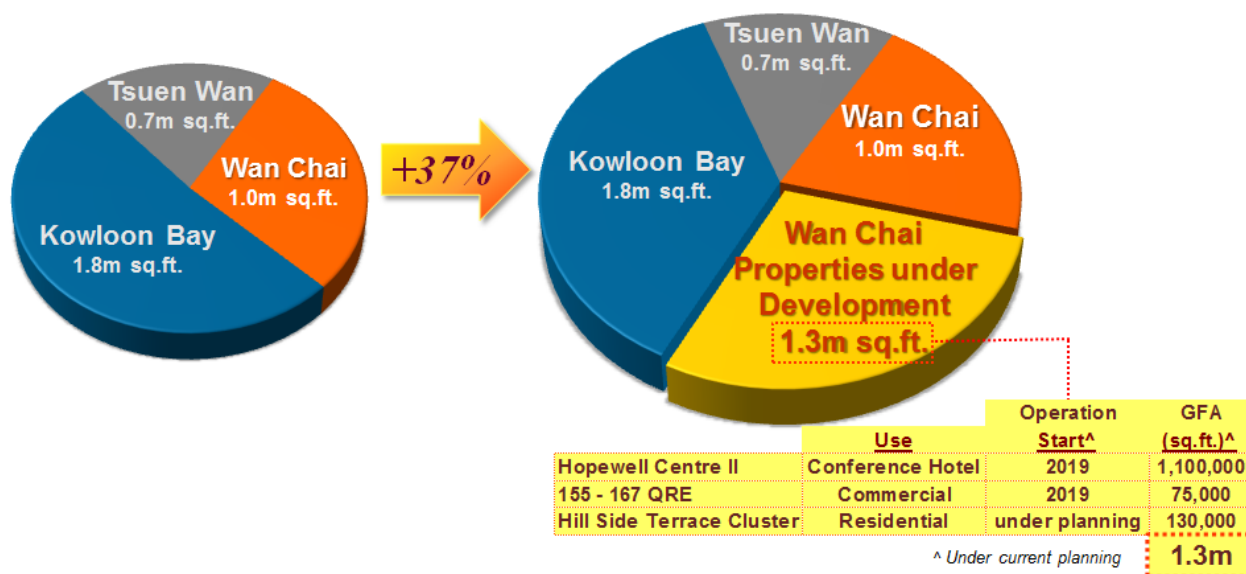 Tsuen Wan
0.7m sq.ft.
Wan Chai
1.0m sq.ft.
Kowloon Bay
1.8m sq.ft.
+37%
Tsuen Wan
0.7m sq.ft.
Wan Chai
1.0m sq.ft.
Kowloon Bay
1.8m sq.ft.
Wan Chai
Properties under
Development
1.3m sq.ft.
Operation GFA
Use Start^ (sq.ft.)^
Hopewell Centre II Conference Hotel 2019 1,100,000
155 - 167 QRE Commercial 2019 75,000
Hill Side Terrace Cluster Residential under planning 130,000
^ Under current planning 1.3m